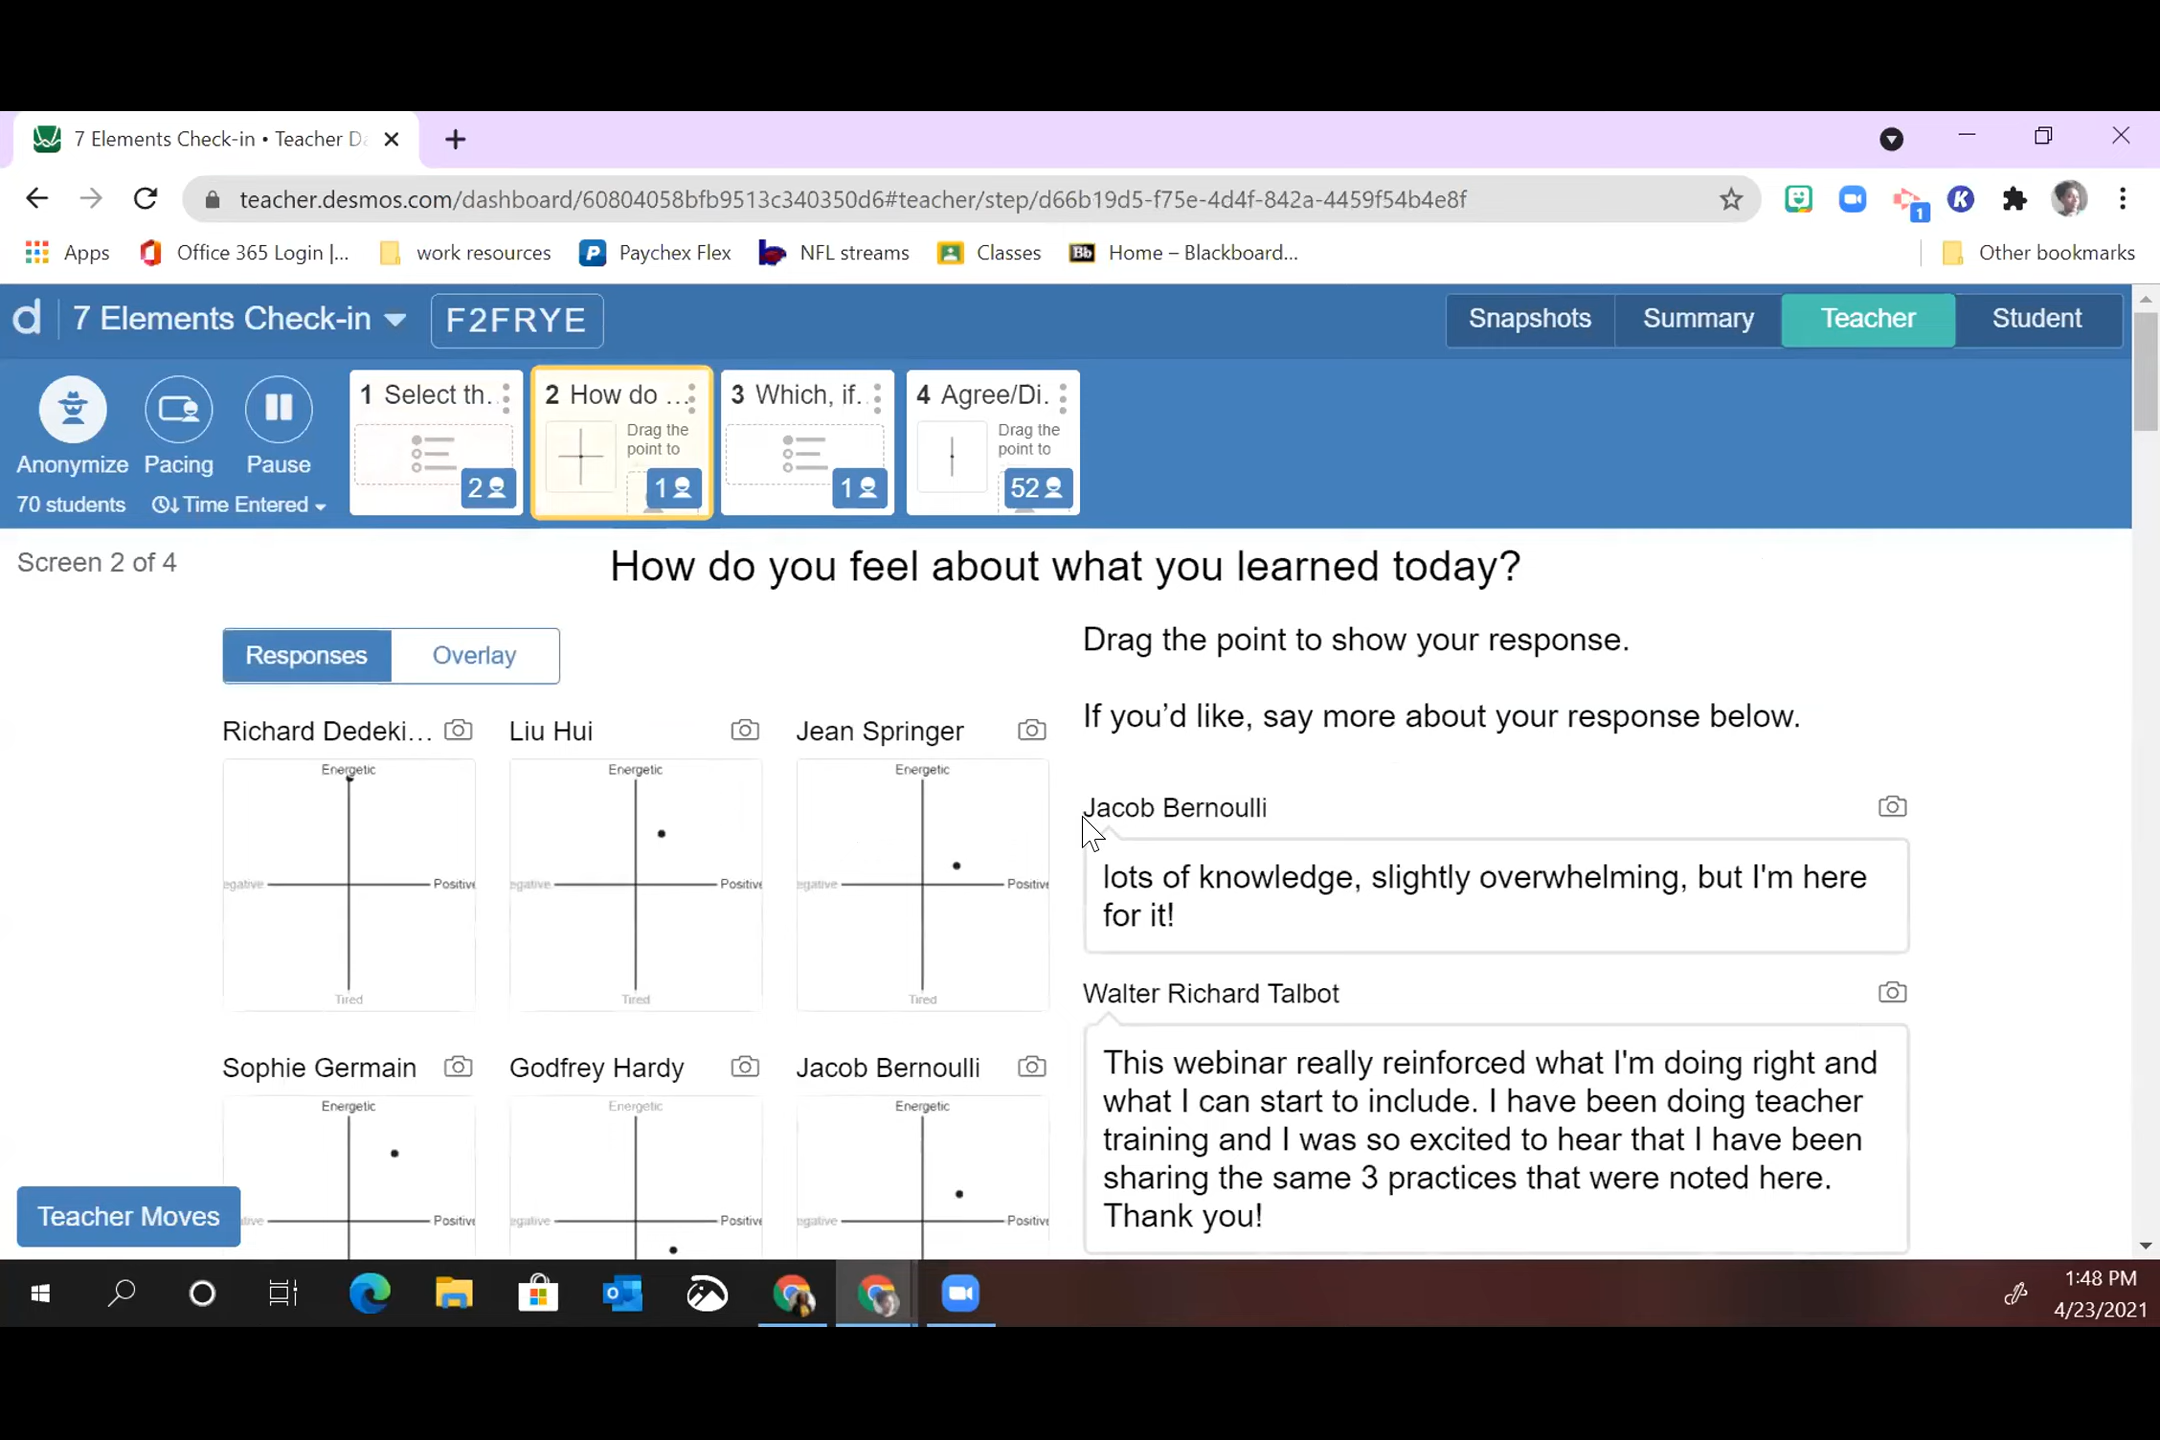 7 Elements Check-in • Teacher Da
teacher.desmos.com/dashboard/60804058bfb9513c340350d6#teacher/step/d66b19d5-f75e-4d4f-842a-4459f54b4e8f
1
K
Apps
Office 365 Login |...
work resources
Paychex Flex
NFL streams
Classes
Bb
Home – Blackboard...
Other bookmarks
d
7 Elements Check-in
F2FRYE
Snapshots
Summary
Teacher
Student
Anonymize
Pacing
Pause
70 students
Time Entered
1 Select th...
2
2 How do ...
Drag the
point to
1
3 Which, if...
1
4 Agree/Di...
Drag the
point to
52
Screen 2 of 4
How do you feel about what you learned today?
Responses
Overlay
Drag the point to show your response.
If you'd like, say more about your response below.
Richard Dedeki...
Energetic
egative
Positive
Tired
Liu Hui
Energetic
egative
Positive
Tired
Jean Springer
Energetic
egative
Positive
Tired
Sophie Germain
Energetic
ative
Positive
Godfrey Hardy
Energetic
egative
Positive
Jacob Bernoulli
Energetic
egative
Positive
Jacob Bernoulli
lots of knowledge, slightly overwhelming, but I'm here
for it!
Walter Richard Talbot
This webinar really reinforced what I'm doing right and
what I can start to include. I have been doing teacher
training and I was so excited to hear that I have been
sharing the same 3 practices that were noted here.
Thank you!
Teacher Moves
1:48 PM
4/23/2021